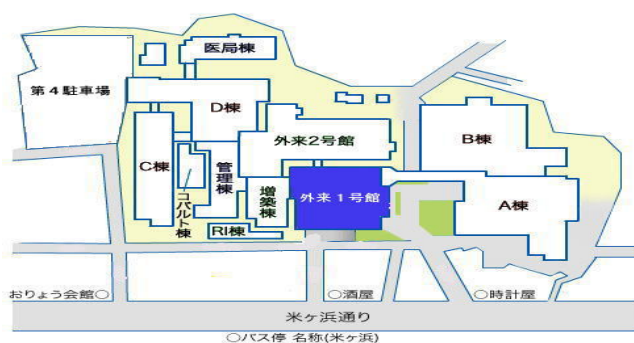 医局棟
第4駐車場
D棟
B棟
外来2号館
C棟
管理棟
コバルト棟
増築棟
外来1号館
A棟
RI棟
おりょう会館○
○酒屋
○時計屋
米ヶ浜通り
○バス停 名称(米ヶ浜)